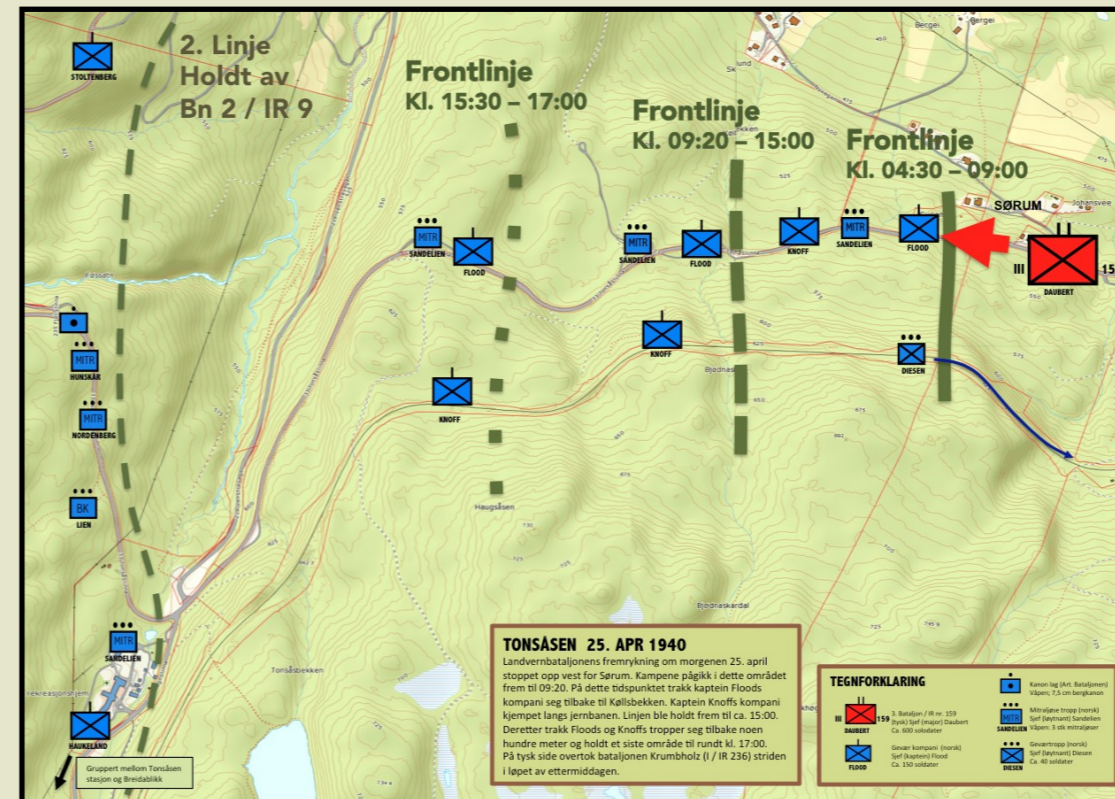 2. Linje
Holdt av
Bn 2 / IR 9
Frontlinje
Kl. 15:30 – 17:00
Frontlinje
Kl. 09:20 – 15:00
Frontlinje
Kl. 04:30 – 09:00
STOLTENBERG
SØRUM
Johansveie
Bergei
Bergei
MITR
SANDELIEN
FLOOD
MITR
SANDELIEN
FLOOD
KNOFF
MITR
SANDELIEN
FLOOD
III
15
DAUBERT
KNOFF
DIESEN
KNOFF
MITR
HUNSKÅR
MITR
NORDENBERG
BK
LIEN
MITR
SANDELIEN
HAUKELAND
Haugsåsen
Bjødnaskardal
Tonsåsbekken
rekreasjonshjem
Gruppert mellom Tonsåsen
stasjon og Breidablikk
TONSÅSEN 25. APR 1940
Landvernbataljonens fremrykning om morgenen 25. april
stoppet opp vest for Sørum. Kampene pågikk i dette området
frem til 09:20. På dette tidspunktet trakk kaptein Floods
kompani seg tilbake til Køllsbekken. Kaptein Knoffs kompani
kjempet langs jernbanen. Linjen ble holdt frem til ca. 15:00.
Deretter trakk Floods og Knoffs tropper seg tilbake noen
hundre meter og holdt et siste område til rundt kl. 17:00.
På tysk side overtok bataljonen Krumbholz (I / IR 236) striden
i løpet av ettermiddagen.
TEGNFORKLARING
III
159
DAUBERT
3. Bataljon / IR nr. 159
(tysk) Sjef (major) Daubert
Ca. 600 solodater
FLOOD
Gevær kompani (norsk)
Sjef (kaptein) Flood
Ca. 150 soldater
Kanon lag (Art. Bataljonen)
Våpen; 7,5 cm bergkanon
MITR
SANDELIEN
Mitraljøse tropp (norsk)
Sjef (løytnant) Sandelien
Våpen: 3 stk mitraljøser
DIESEN
Geværtropp (norsk)
Sjef (løytnant) Diesen
Ca. 40 soldater